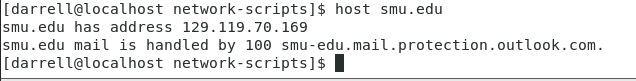 [darrell@localhost network-scripts]$ host smu.edu
smu.edu has address 129.119.70.169
smu.edu mail is handled by 100 smu-edu.mail.protection.outlook.com.
[darrell@localhost network-scripts]$